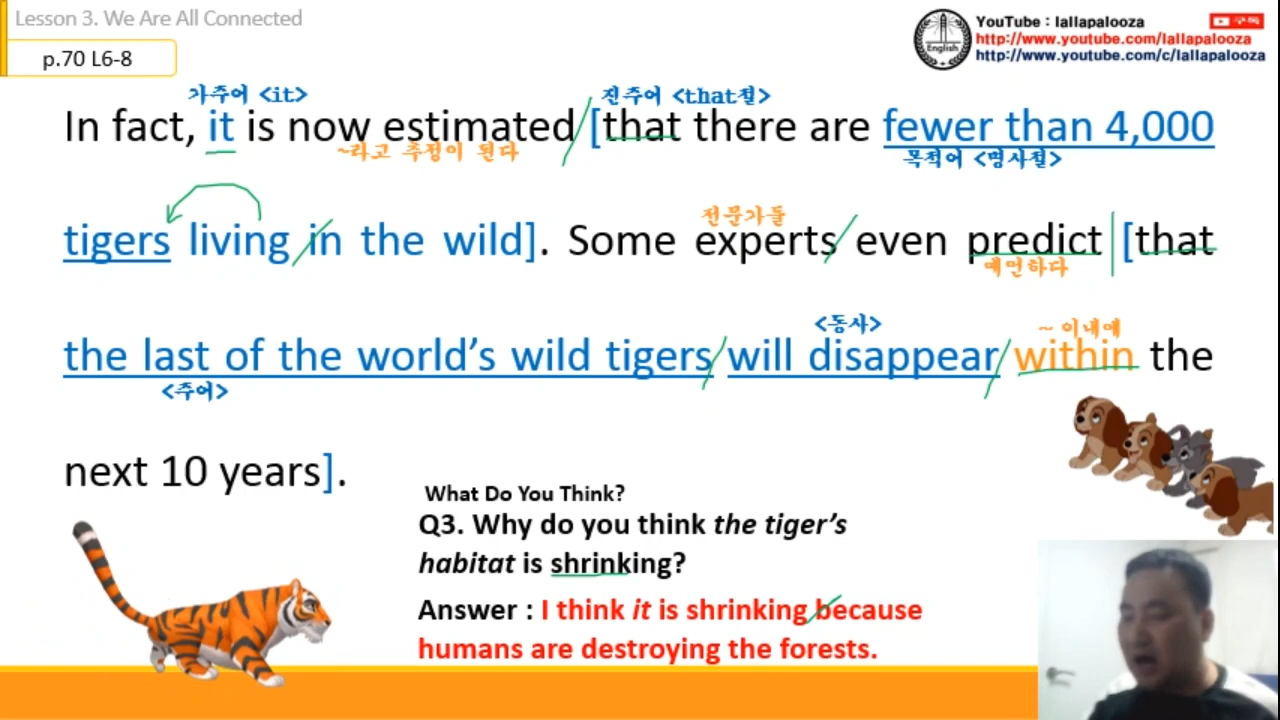 Lesson 3. We Are All Connected
YouTube : lallapalooza
구독
http://www.youtube.com/lallapalooza
English
http://www.youtube.com/c/lallapalooza
p.70 L6-8
가주어 <it> 진주어 <that절>
In fact, it is now estimated [that there are fewer than 4,000
~라고 추정이 된다 목적어 <명사절>
전문가들
tigers living in the wild]. Some experts even predict [that
예언하다
<동사> ~ 이내에
the last of the world’s wild tigers will disappear within the
<주어>
next 10 years].
What Do You Think?
Q3. Why do you think the tiger’s
habitat is shrinking?
Answer : I think it is shrinking because
humans are destroying the forests.